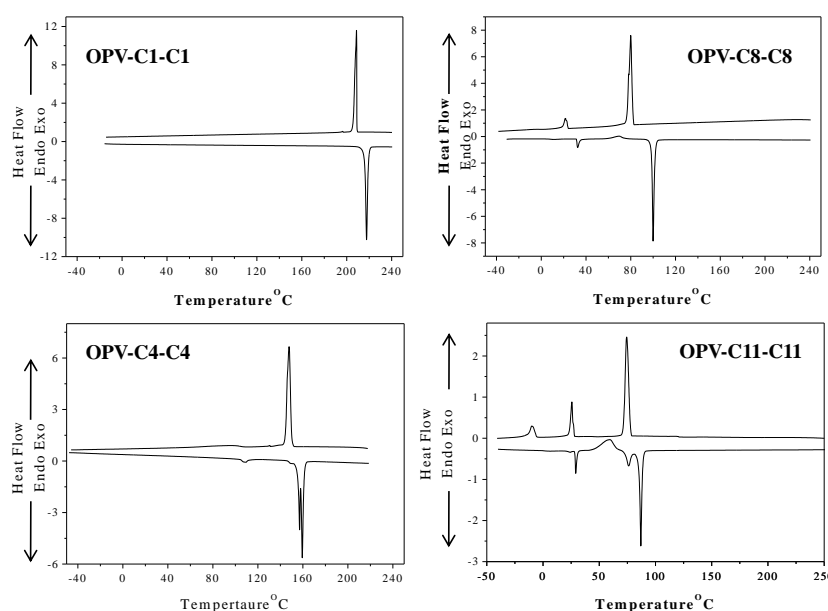 OPV-C1-C1
12
8
4
0
-4
-8
-12
Heat Flow
Endo Exo
-40 0 40 80 120 160 200 240
Temperature°C
OPV-C8-C8
8
6
4
2
0
-2
-4
-6
-8
Heat Flow
Endo Exo
-40 0 40 80 120 160 200 240
Temperature°C
OPV-C4-C4
6
3
0
-3
-6
Heat Flow
Endo Exo
-40 0 40 80 120 160 200 240
Tempertaure°C
OPV-C11-C11
2
1
0
-1
-2
-3
Heat Flow
Endo Exo
-50 0 50 100 150 200 250
Temperature°C